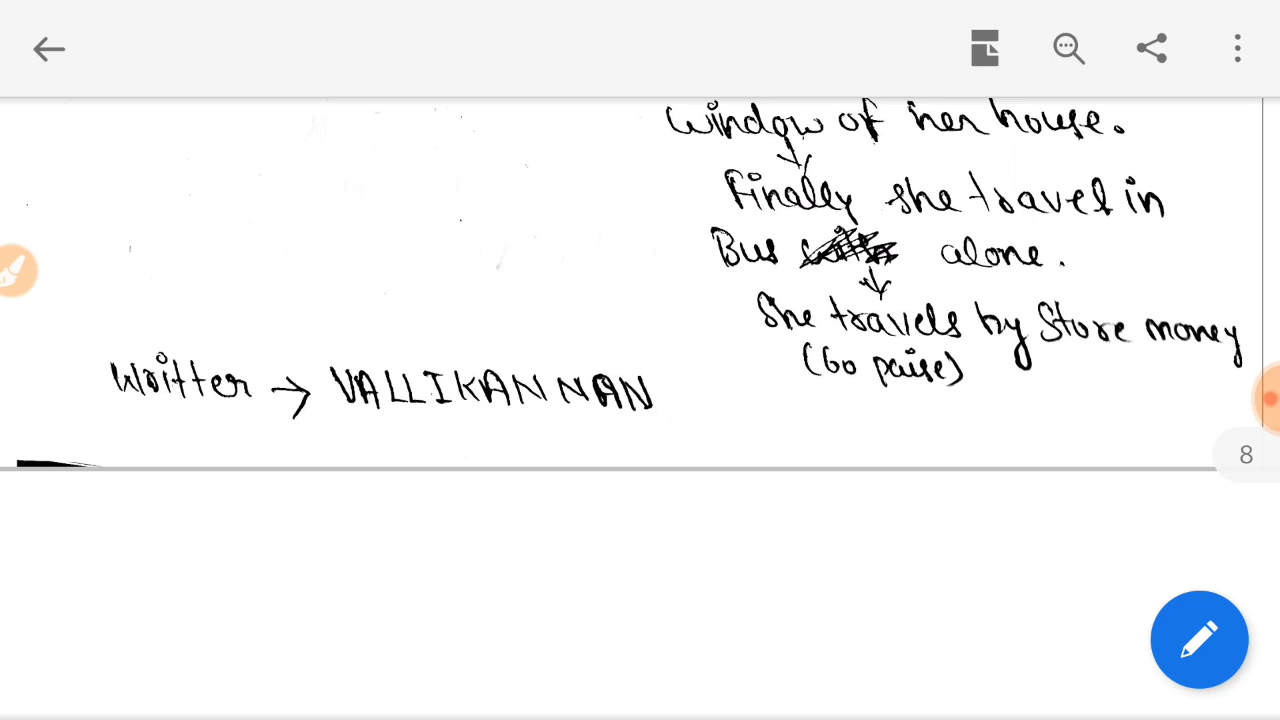 window of her house.
Finally she travel in
Bus alone.
She travels by Store money
(60 paise)
Writter → VALLIKANNAN
8